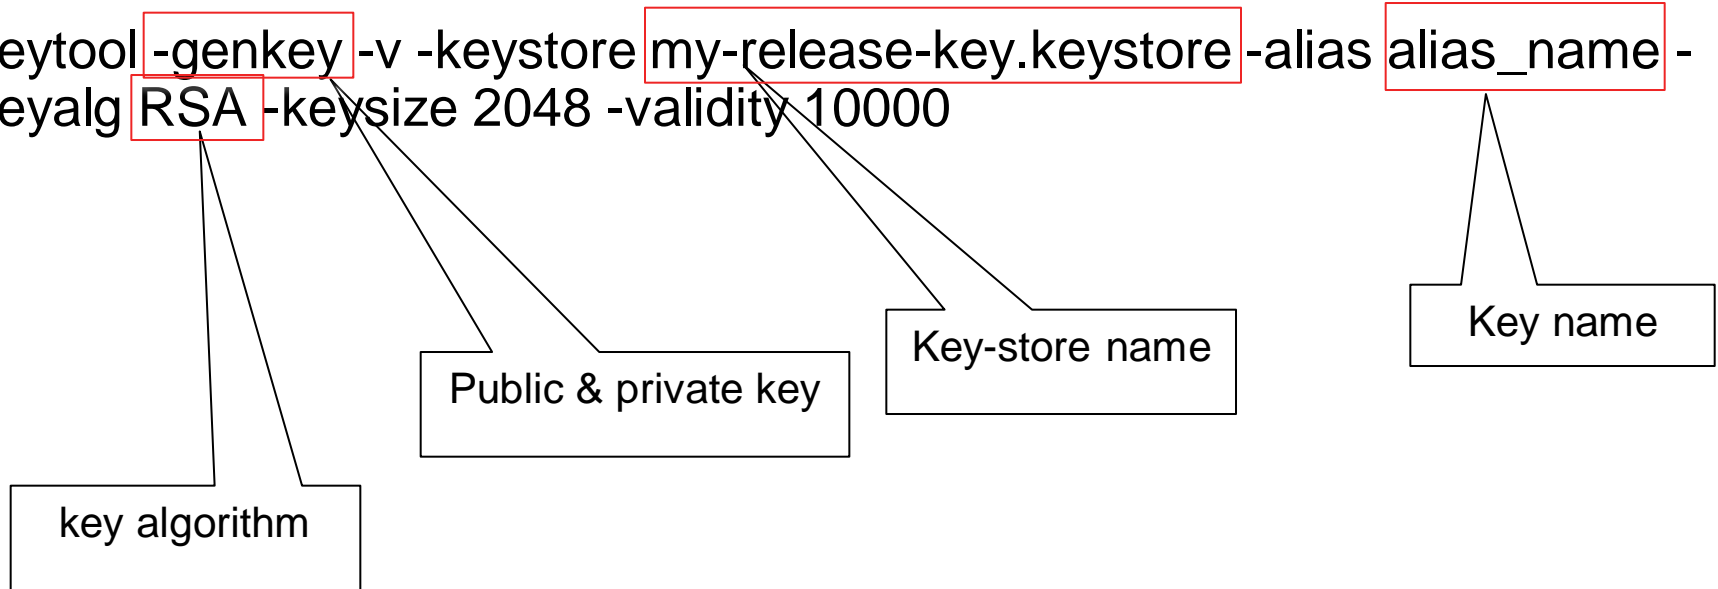 eytool -genkey -v -keystore my-release-key.keystore -alias alias_name -
eyalg RSA -keysize 2048 -validity 10000
Key name
Key-store name
Public & private key
key algorithm